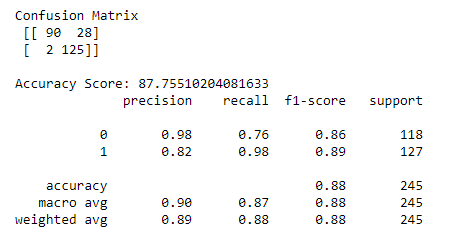 Confusion Matrix
[[ 90  28]
[  2 125]]
Accuracy Score: 87.75510204081633
precision    recall  f1-score   support
0       0.98      0.76      0.86       118
1       0.82      0.98      0.89       127
accuracy                           0.88       245
macro avg       0.90      0.87      0.88       245
weighted avg       0.89      0.88      0.88       245